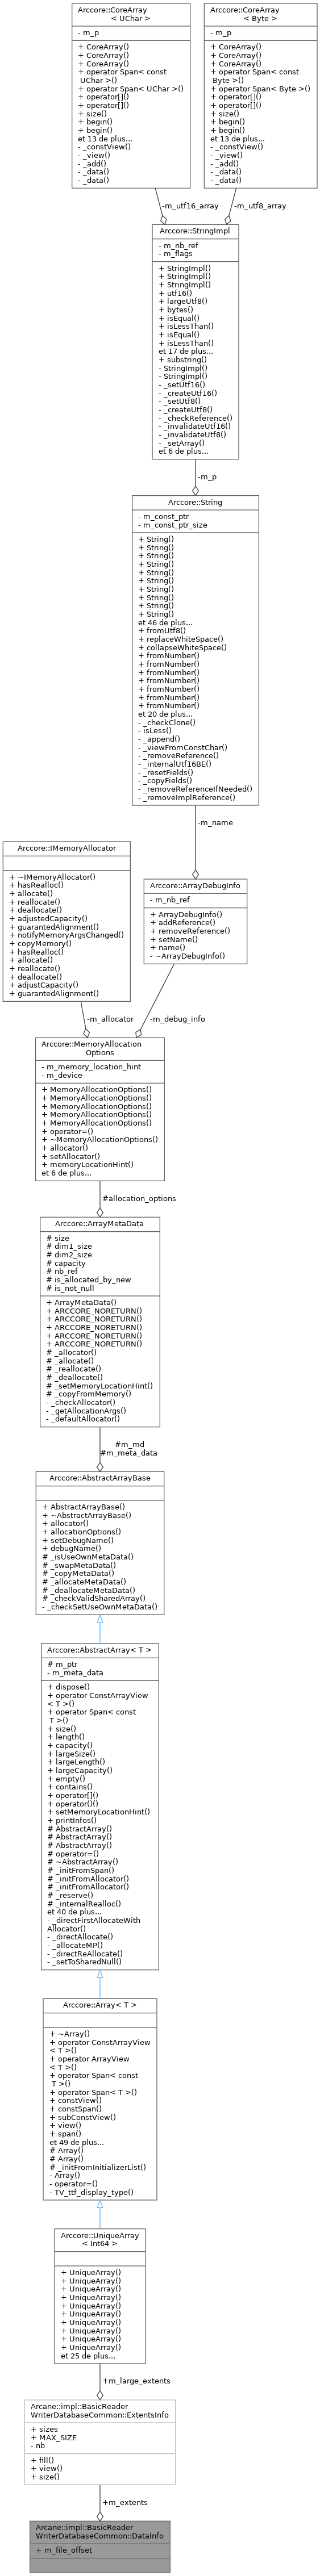 Arccore::CoreArray
< UChar >
- m_p
+ CoreArray()
+ CoreArray()
+ CoreArray()
+ operator Span< const
 UChar >()
+ operator Span< UChar >()
+ operator[]()
+ operator[]()
+ size()
+ begin()
+ begin()
et 13 de plus...
- _constView()
- _view()
- _add()
- _data()
- _data()
Arccore::CoreArray
< Byte >
- m_p
+ CoreArray()
+ CoreArray()
+ CoreArray()
+ operator Span< const
 Byte >()
+ operator Span< Byte >()
+ operator[]()
+ operator[]()
+ size()
+ begin()
+ begin()
et 13 de plus...
- _constView()
- _view()
- _add()
- _data()
- _data()
-m_utf16_array
-m_utf8_array
Arccore::StringImpl
- m_nb_ref
- m_flags
+ StringImpl()
+ StringImpl()
+ StringImpl()
+ utf16()
+ largeUtf8()
+ bytes()
+ isEqual()
+ isLessThan()
+ isEqual()
+ isLessThan()
et 17 de plus...
+ substring()
- StringImpl()
- StringImpl()
- _setUtf16()
- _createUtf16()
- _setUtf8()
- _createUtf8()
- _checkReference()
- _invalidateUtf16()
- _invalidateUtf8()
- _setArray()
et 6 de plus...
-m_p
Arccore::String
- m_const_ptr
- m_const_ptr_size
+ String()
+ String()
+ String()
+ String()
+ String()
+ String()
+ String()
+ String()
+ String()
+ String()
et 46 de plus...
+ fromUtf8()
+ replaceWhiteSpace()
+ collapseWhiteSpace()
+ fromNumber()
+ fromNumber()
+ fromNumber()
+ fromNumber()
+ fromNumber()
+ fromNumber()
+ fromNumber()
et 20 de plus...
- _checkClone()
- isLess()
- _append()
- _viewFromConstChar()
- _removeReference()
- _internalUtf16BE()
- _resetFields()
- _copyFields()
- _removeReferenceIfNeeded()
- _removeImplReference()
-m_name
Arccore::IMemoryAllocator
+ ~IMemoryAllocator()
+ hasRealloc()
+ allocate()
+ reallocate()
+ deallocate()
+ adjustedCapacity()
+ guarantedAlignment()
+ notifyMemoryArgsChanged()
+ copyMemory()
+ hasRealloc()
+ allocate()
+ reallocate()
+ deallocate()
+ adjustCapacity()
+ guarantedAlignment()
Arccore::ArrayDebugInfo
- m_nb_ref
+ ArrayDebugInfo()
+ addReference()
+ removeReference()
+ setName()
+ name()
- ~ArrayDebugInfo()
-m_allocator
-m_debug_info
Arccore::MemoryAllocation
Options
- m_memory_location_hint
- m_device
+ MemoryAllocationOptions()
+ MemoryAllocationOptions()
+ MemoryAllocationOptions()
+ MemoryAllocationOptions()
+ MemoryAllocationOptions()
+ operator=()
+ ~MemoryAllocationOptions()
+ allocator()
+ setAllocator()
+ memoryLocationHint()
et 6 de plus...
#allocation_options
Arccore::ArrayMetaData
# size
# dim1_size
# dim2_size
# capacity
# nb_ref
# is_allocated_by_new
# is_not_null
+ ArrayMetaData()
+ ARCCORE_NORETURN()
+ ARCCORE_NORETURN()
+ ARCCORE_NORETURN()
+ ARCCORE_NORETURN()
+ ARCCORE_NORETURN()
# _allocator()
# _allocate()
# _reallocate()
# _deallocate()
# _setMemoryLocationHint()
# _copyFromMemory()
- _checkAllocator()
- _getAllocationArgs()
- _defaultAllocator()
#m_md
#m_meta_data
Arccore::AbstractArrayBase
+ AbstractArrayBase()
+ ~AbstractArrayBase()
+ allocator()
+ allocationOptions()
+ setDebugName()
+ debugName()
# _isUseOwnMetaData()
# _swapMetaData()
# _copyMetaData()
# _allocateMetaData()
# _deallocateMetaData()
# _checkValidSharedArray()
- _checkSetUseOwnMetaData()
Arccore::AbstractArray< T >
# m_ptr
- m_meta_data
+ dispose()
+ operator ConstArrayView
< T >()
+ operator Span< const
 T >()
+ size()
+ length()
+ capacity()
+ largeSize()
+ largeLength()
+ largeCapacity()
+ empty()
+ contains()
+ operator[]()
+ operator()()
+ setMemoryLocationHint()
+ printInfos()
# AbstractArray()
# AbstractArray()
# AbstractArray()
# operator=()
# ~AbstractArray()
# _initFromSpan()
# _initFromAllocator()
# _initFromAllocator()
# _reserve()
# _internalRealloc()
et 40 de plus...
- _directFirstAllocateWith
Allocator()
- _directAllocate()
- _allocateMP()
- _directReAllocate()
- _setToSharedNull()
Arccore::Array< T >
+ ~Array()
+ operator ConstArrayView
< T >()
+ operator ArrayView
< T >()
+ operator Span< const
 T >()
+ operator Span< T >()
+ constView()
+ constSpan()
+ subConstView()
+ view()
+ span()
et 49 de plus...
# Array()
# Array()
# _initFromInitializerList()
- Array()
- operator=()
- TV_ttf_display_type()
Arccore::UniqueArray
< Int64 >
+ UniqueArray()
+ UniqueArray()
+ UniqueArray()
+ UniqueArray()
+ UniqueArray()
+ UniqueArray()
+ UniqueArray()
+ UniqueArray()
+ UniqueArray()
+ UniqueArray()
et 25 de plus...
+m_large_extents
Arcane::impl::BasicReader
WriterDatabaseCommon::ExtentsInfo
+ sizes
+ MAX_SIZE
- nb
+ fill()
+ view()
+ size()
+m_extents
Arcane::impl::BasicReader
WriterDatabaseCommon::DataInfo
+ m_file_offset